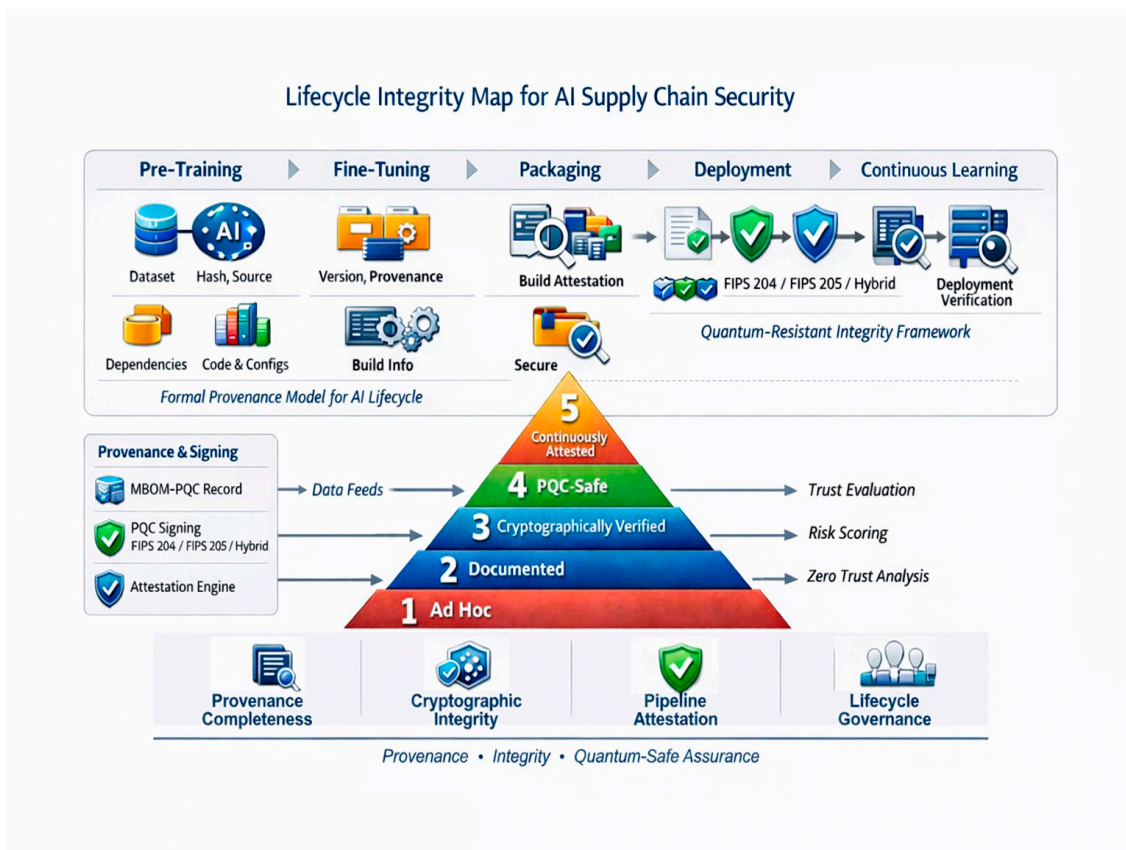 Lifecycle Integrity Map for AI Supply Chain Security
Pre-Training
Fine-Tuning
Packaging
Deployment
Continuous Learning
AI
Dataset
Hash, Source
Version, Provenance
Build Attestation
FIPS 204 / FIPS 205 / Hybrid
Deployment
Verification
Quantum-Resistant Integrity Framework
Dependencies
Code & Configs
Build Info
Secure
Formal Provenance Model for AI Lifecycle
5
Continuously
Attested
Provenance & Signing
MBOM-PQC Record
Data Feeds
4 PQC-Safe
Trust Evaluation
PQC Signing
FIPS 204 / FIPS 205 / Hybrid
3 Cryptographically Verified
Risk Scoring
Attestation Engine
2 Documented
Zero Trust Analysis
1 Ad Hoc
Provenance
Completeness
Cryptographic
Integrity
Pipeline
Attestation
Lifecycle
Governance
Provenance • Integrity • Quantum-Safe Assurance